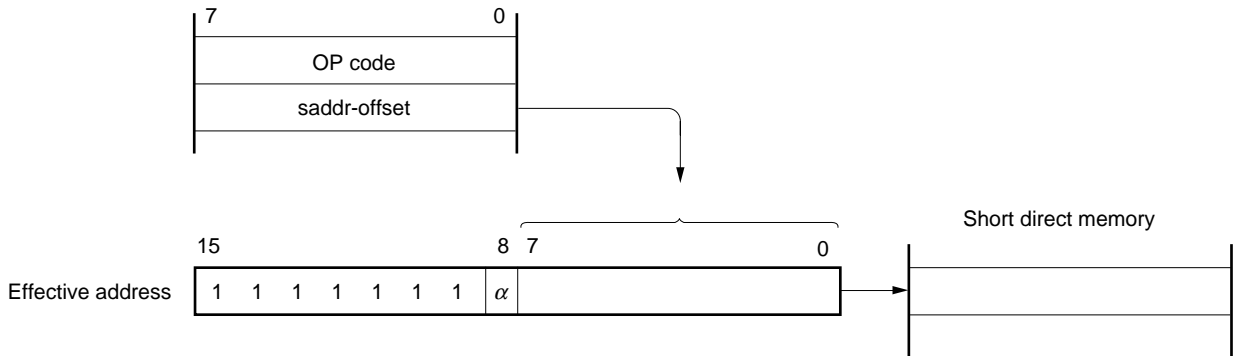 7 0
OP code
saddr-offset
Short direct memory
15 8 7 0
Effective address 1 1 1 1 1 1 1 α